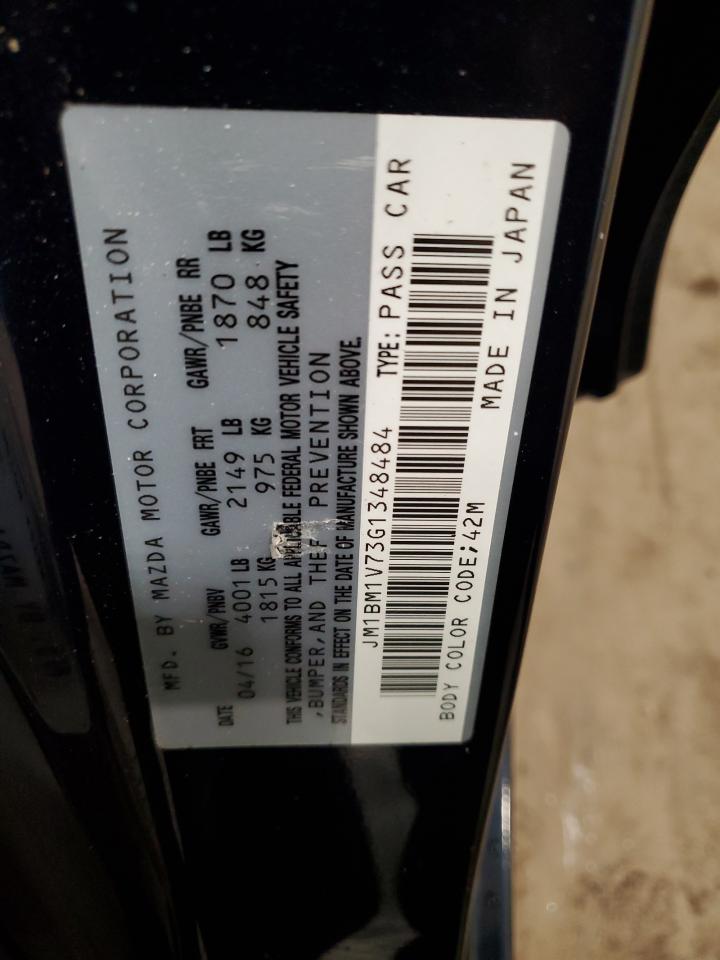 MFD. BY MAZDA MOTOR CORPORATION
DATE GVWR/PNBV GAWR/PNBE FRT GAWR/PNBE RR
04/16 4001 LB 2149 LB 1870 LB
1815 KG 975 KG 848 KG
THIS VEHICLE CONFORMS TO ALL APPLICABLE FEDERAL MOTOR VEHICLE SAFETY
,BUMPER,AND THEFT PREVENTION
STANDARDS IN EFFECT ON THE DATE OF MANUFACTURE SHOWN ABOVE.
JM1BM1V73G1348484 TYPE: PASS CAR
BODY COLOR CODE;42M MADE IN JAPAN